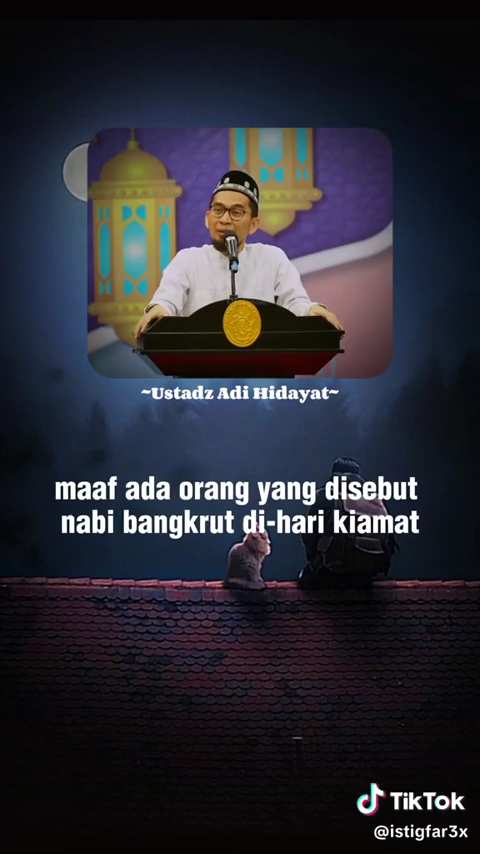 ~Ustadz Adi Hidayat~
maaf ada orang yang disebut
nabi bangkrut di-hari kiamat
TikTok
@istigfar3x